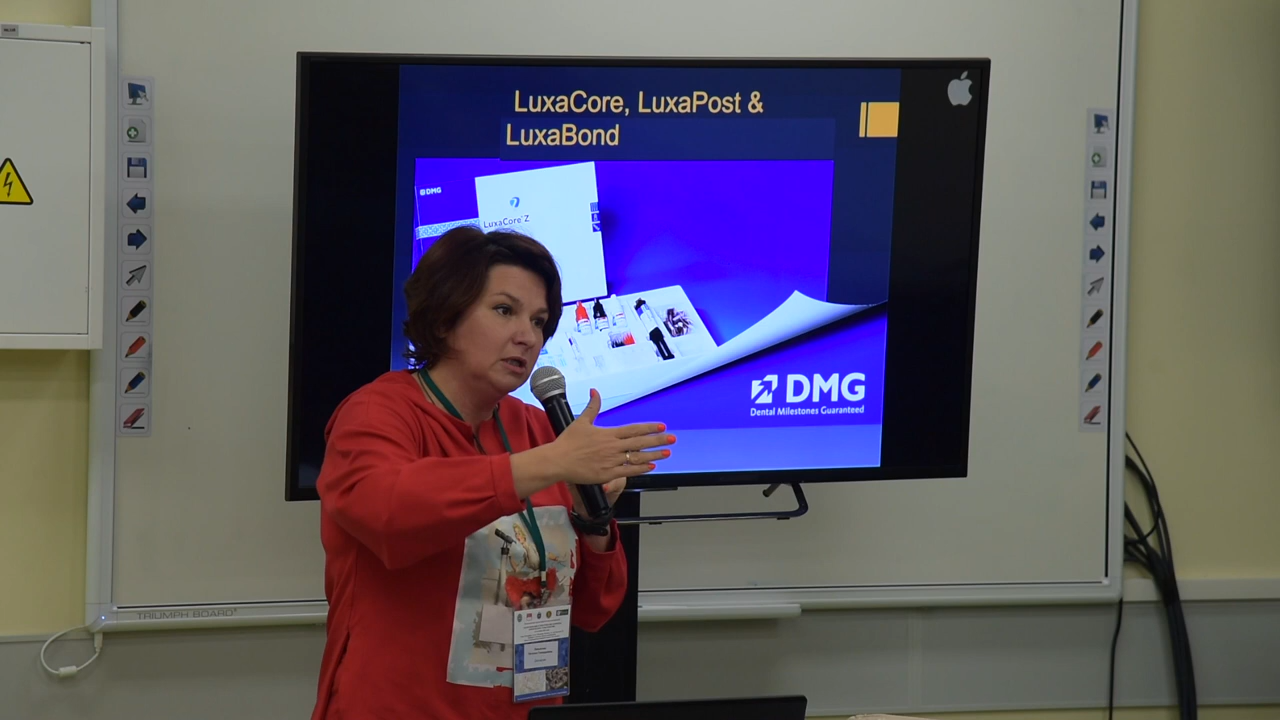 LuxaCore, LuxaPost &
LuxaBond
DMG
LuxaCore Z
DMG
Dental Milestones Guaranteed
TRIUMPH BOARD